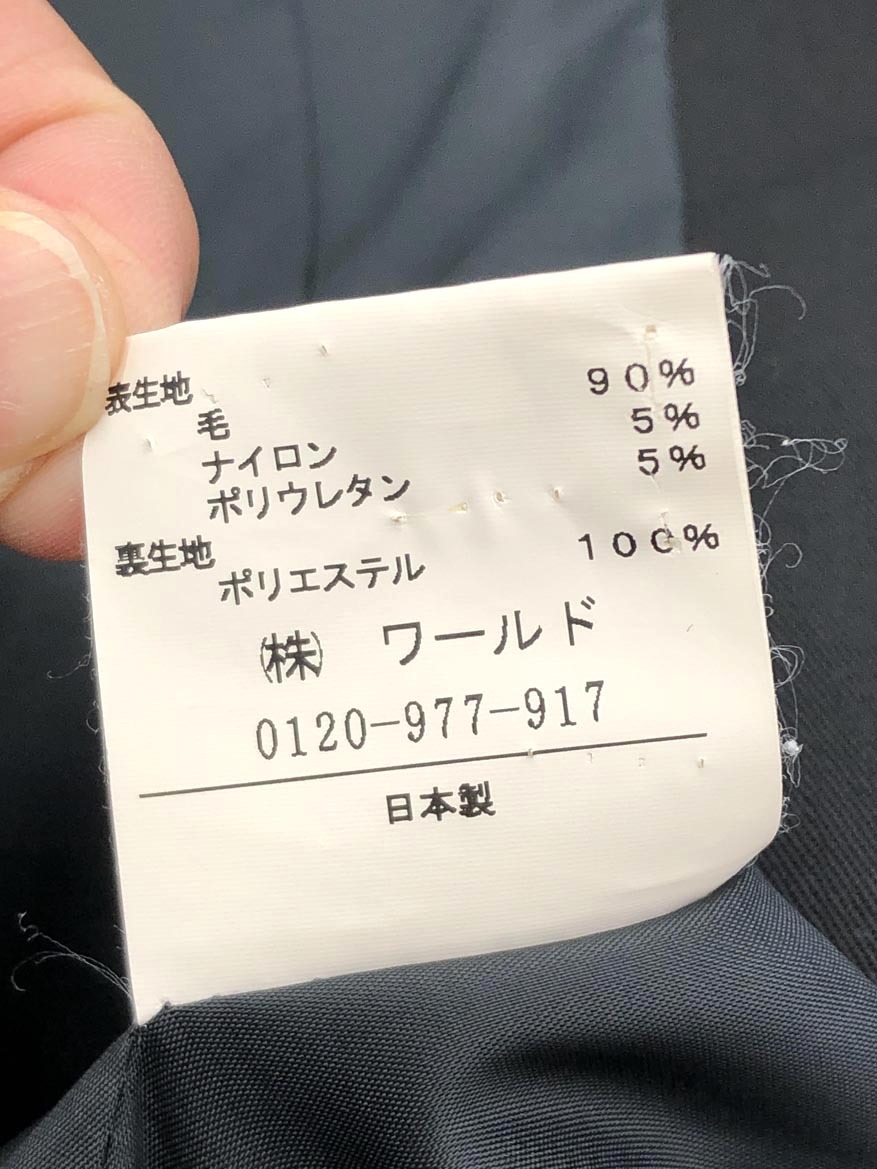 表生地
毛 90%
ナイロン 5%
ポリウレタン 5%
裏生地
ポリエステル 100%
㈱ ワールド
0120-977-917
日本製